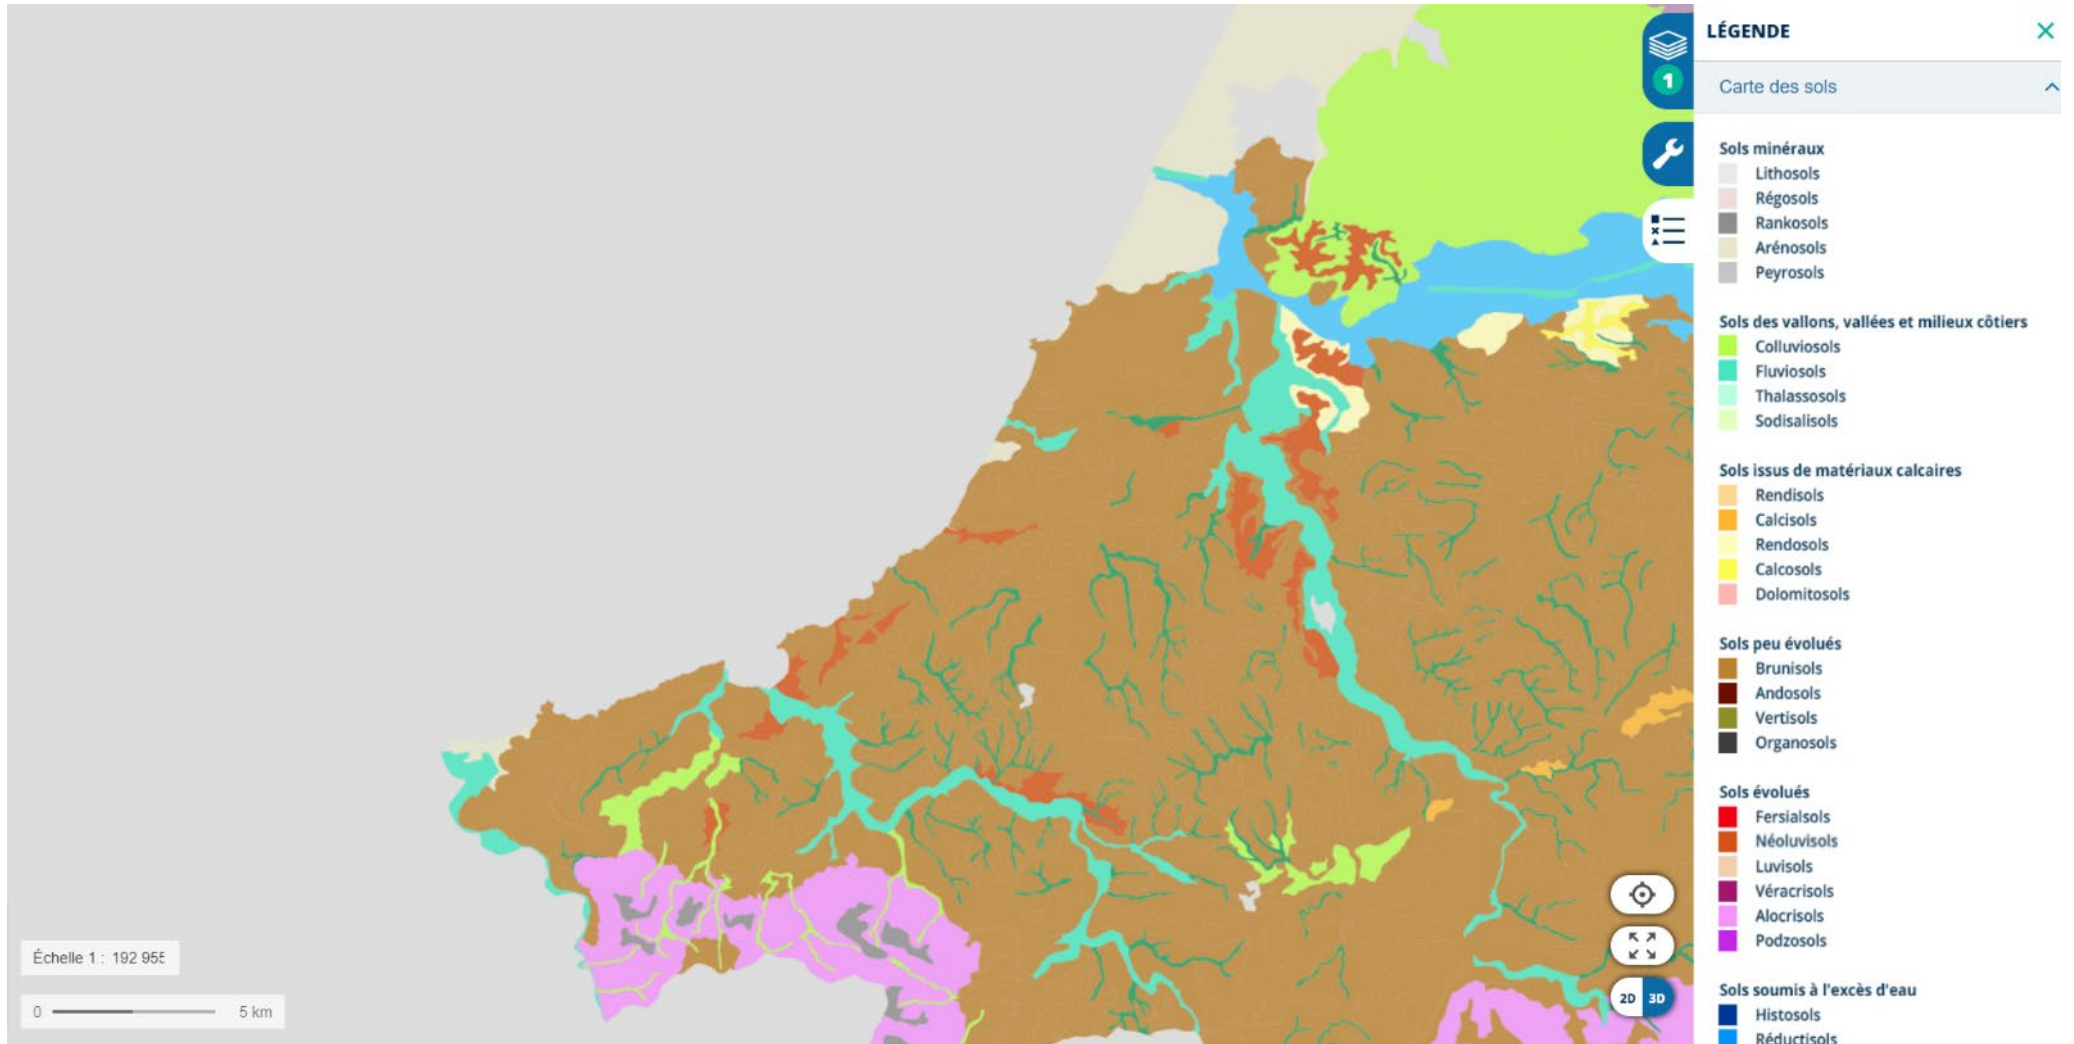 1
LÉGENDE
Carte des sols
Sols minéraux
Lithosols
Régosols
Rankosols
Arénosols
Peyrosols
Sols des vallons, vallées et milieux côtiers
Colluviosols
Fluviosols
Thalassosols
Sodisalisols
Sols issus de matériaux calcaires
Rendisols
Calcisols
Rendosols
Calcosols
Dolomitosols
Sols peu évolués
Brunisols
Andosols
Vertisols
Organosols
Sols évolués
Fersialsols
Néoluvisols
Luvisols
Véracrisols
Alocrisols
Podzosols
Sols soumis à l'excès d'eau
Histosols
Réductisols
Échelle 1 : 192 955
0 5 km
2D 3D